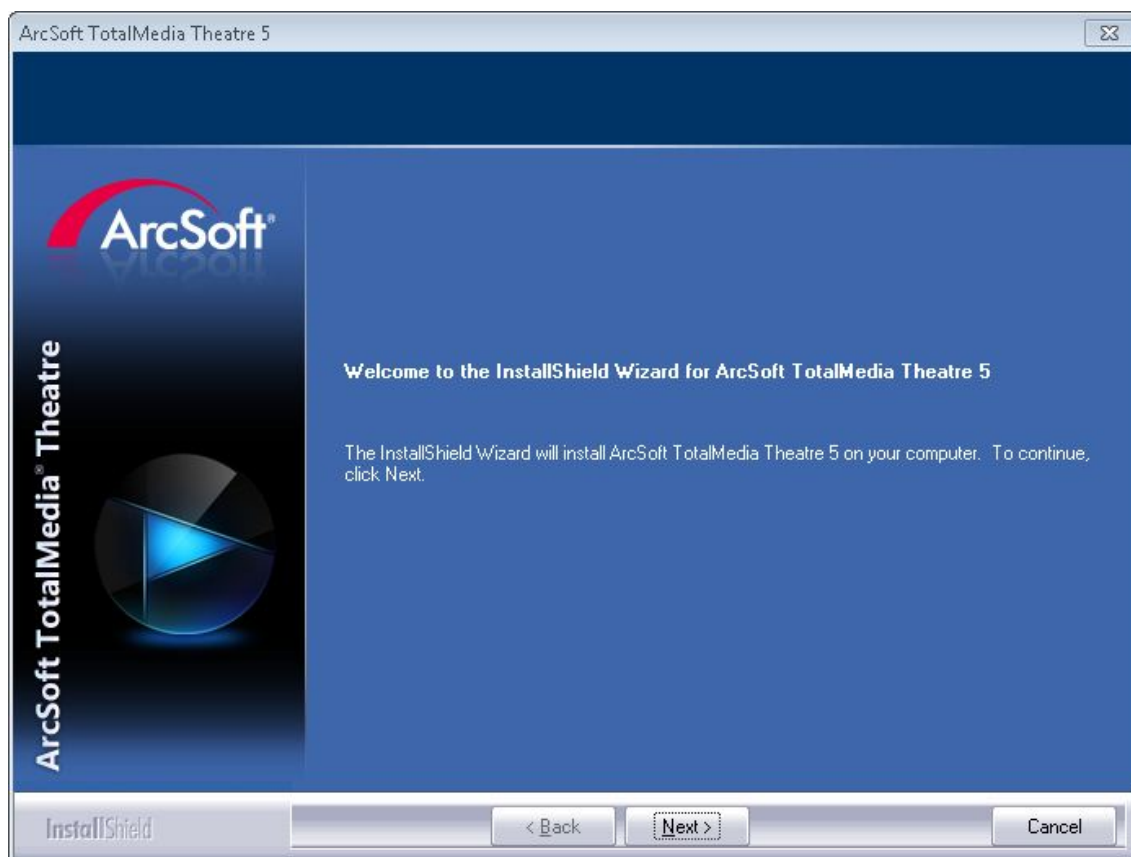 ArcSoft TotalMedia Theatre 5
ArcSoft®
ArcSoft TotalMedia® Theatre
Welcome to the InstallShield Wizard for ArcSoft TotalMedia Theatre 5
The InstallShield Wizard will install ArcSoft TotalMedia Theatre 5 on your computer. To continue,
click Next.
InstallShield
< Back
Next >
Cancel